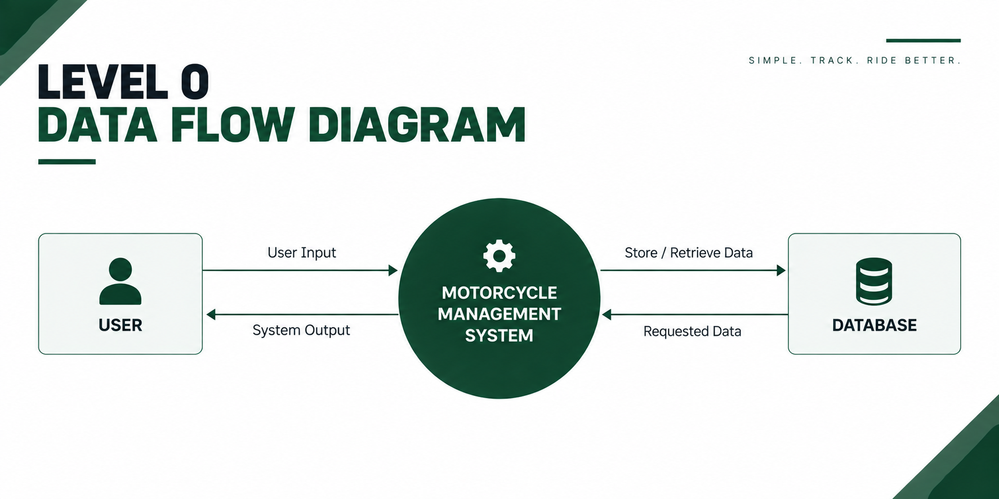 SIMPLE. TRACK. RIDE BETTER.
LEVEL 0
DATA FLOW DIAGRAM
USER
User Input
System Output
MOTORCYCLE
MANAGEMENT
SYSTEM
Store / Retrieve Data
Requested Data
DATABASE